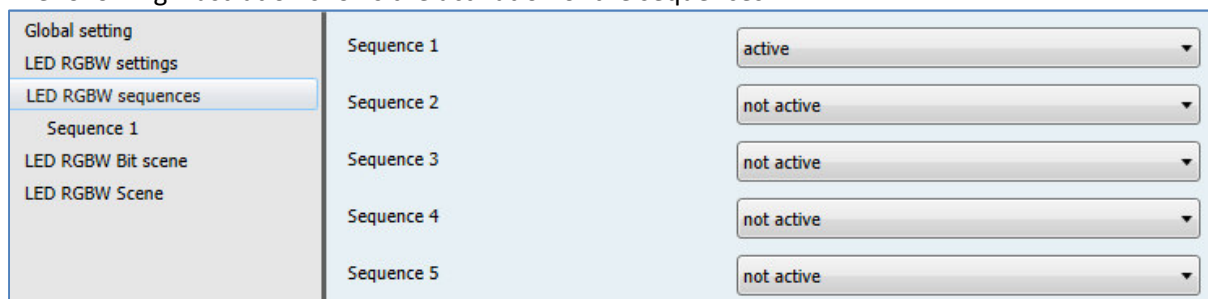 Global setting
LED RGBW settings
LED RGBW sequences
Sequence 1
LED RGBW Bit scene
LED RGBW Scene
Sequence 1 active
Sequence 2 not active
Sequence 3 not active
Sequence 4 not active
Sequence 5 not active